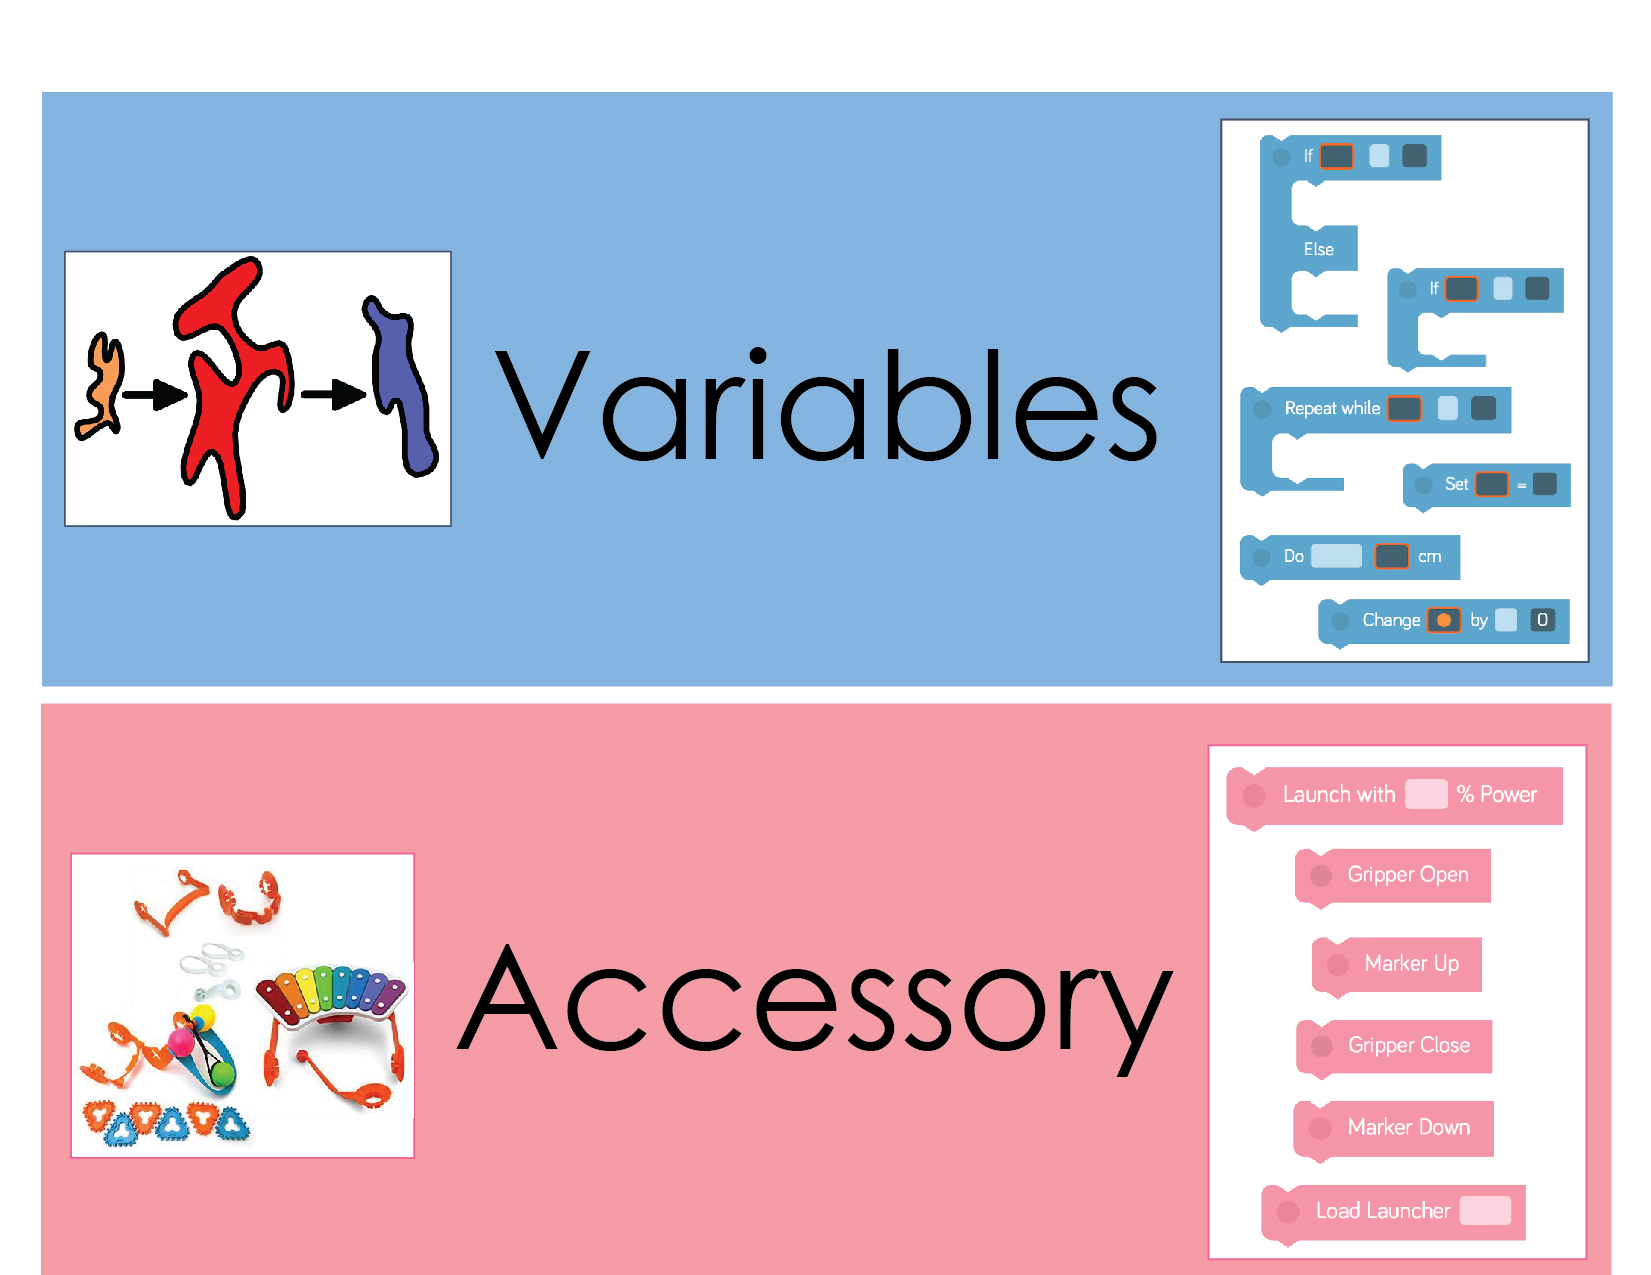 Variables
If
Else
If
Repeat while
Set =
Do cm
Change by 0
Accessory
Launch with % Power
Gripper Open
Marker Up
Gripper Close
Marker Down
Load Launcher